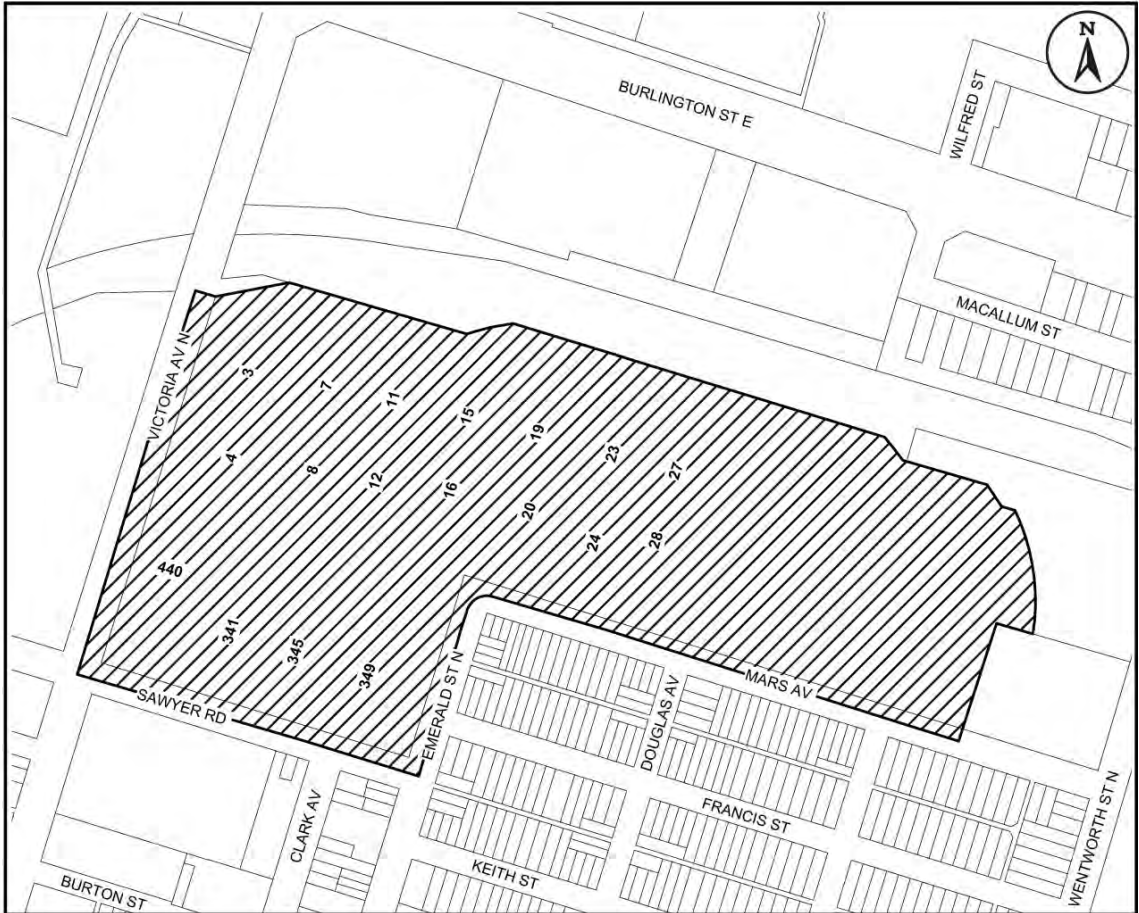 N
BURLINGTON ST E
WILFRED ST
MACALLUM ST
VICTORIA AV N
3
7
11
15
19
23
27
4
8
12
16
20
24
28
440
341
345
349
SAWYER RD
EMERALD ST N
MARS AV
DOUGLAS AV
CLARK AV
FRANCIS ST
KEITH ST
WENTWORTH ST N
BURTON ST